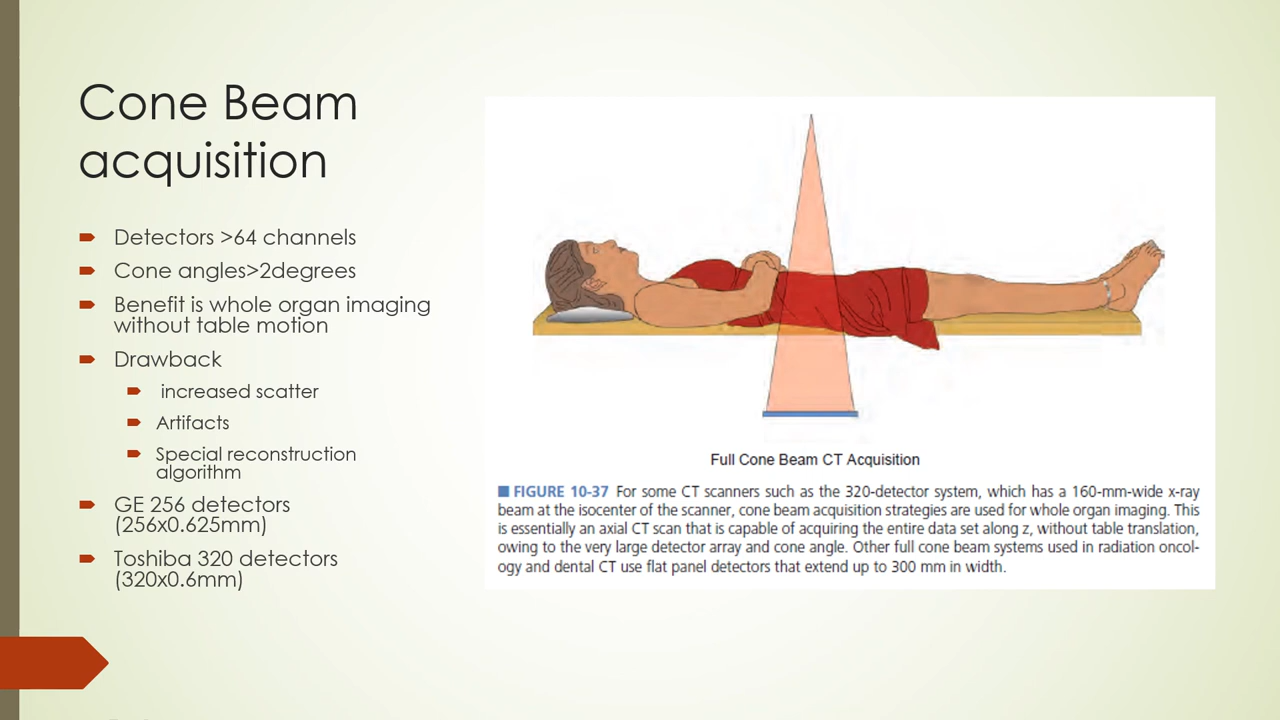 Cone Beam
acquisition
Detectors >64 channels
Cone angles>2degrees
Benefit is whole organ imaging
without table motion
Drawback
increased scatter
Artifacts
Special reconstruction
algorithm
GE 256 detectors
(256x0.625mm)
Toshiba 320 detectors
(320x0.6mm)
Full Cone Beam CT Acquisition
FIGURE 10-37 For some CT scanners such as the 320-detector system, which has a 160-mm-wide x-ray
beam at the isocenter of the scanner, cone beam acquisition strategies are used for whole organ imaging. This
is essentially an axial CT scan that is capable of acquiring the entire data set along z, without table translation,
owing to the very large detector array and cone angle. Other full cone beam systems used in radiation oncol-
ogy and dental CT use flat panel detectors that extend up to 300 mm in width.